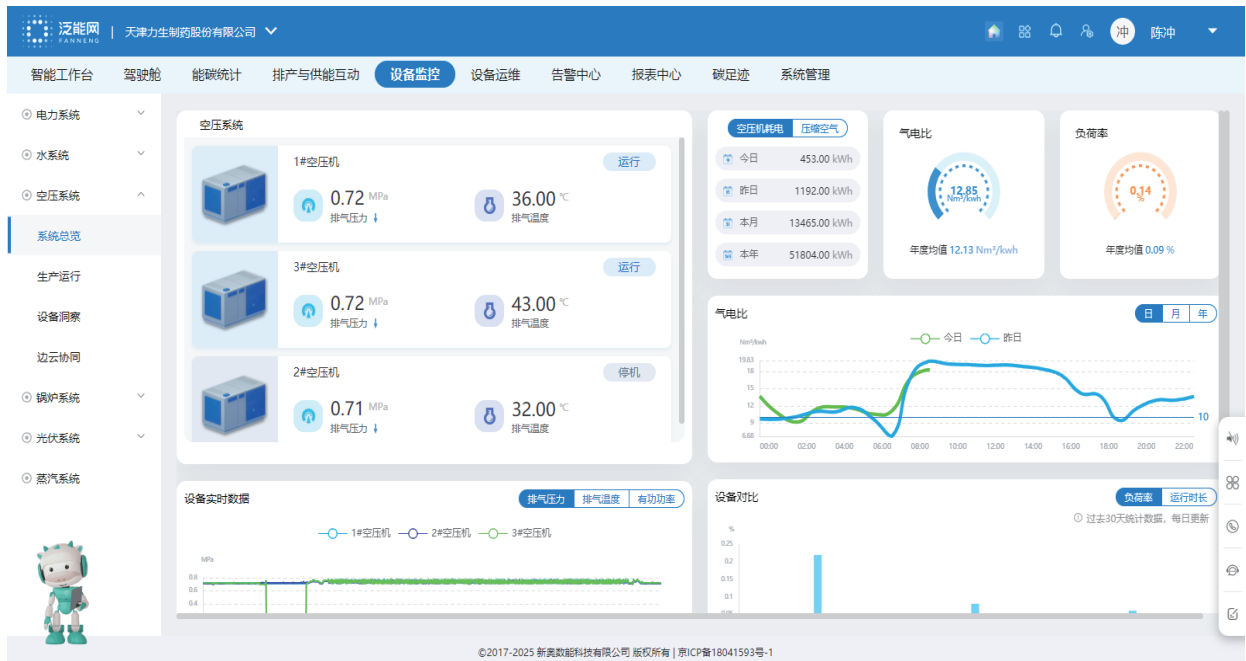 泛能网
FANNENG
天津力生制药股份有限公司
冲
陈冲
智能工作台 驾驶舱 能碳统计 排产与供能互动 设备监控 设备运维 告警中心 报表中心 碳足迹 系统管理
电力系统
水系统
空压系统
系统总览
生产运行
设备洞察
边云协同
锅炉系统
光伏系统
蒸汽系统
空压系统
1#空压机 运行
0.72 MPa 36.00 ℃
排气压力 排气温度
3#空压机 运行
0.72 MPa 43.00 ℃
排气压力 排气温度
2#空压机 停机
0.71 MPa 32.00 ℃
排气压力 排气温度
空压机耗电 压缩空气
今日 453.00 kWh
昨日 1192.00 kWh
本月 13465.00 kWh
本年 51804.00 kWh
气电比
12.85
Nm³/kwh
年度均值 12.13 Nm³/kwh
负荷率
0.14
%
年度均值 0.09 %
气电比 日 月 年
今日 昨日
Nm³/kwh
19.83
18
15
12
9
6.68
10
00:00 02:00 04:00 06:00 08:00 10:00 12:00 14:00 16:00 18:00 20:00 22:00
设备实时数据 排气压力 排气温度 有功功率
1#空压机 2#空压机 3#空压机
MPa
0.8
0.6
0.4
设备对比 负荷率 运行时长
过去30天统计数据，每日更新
%
0.25
0.2
0.15
0.1
0.05
©2017-2025 新奥数能科技有限公司 版权所有 | 京ICP备18041593号-1